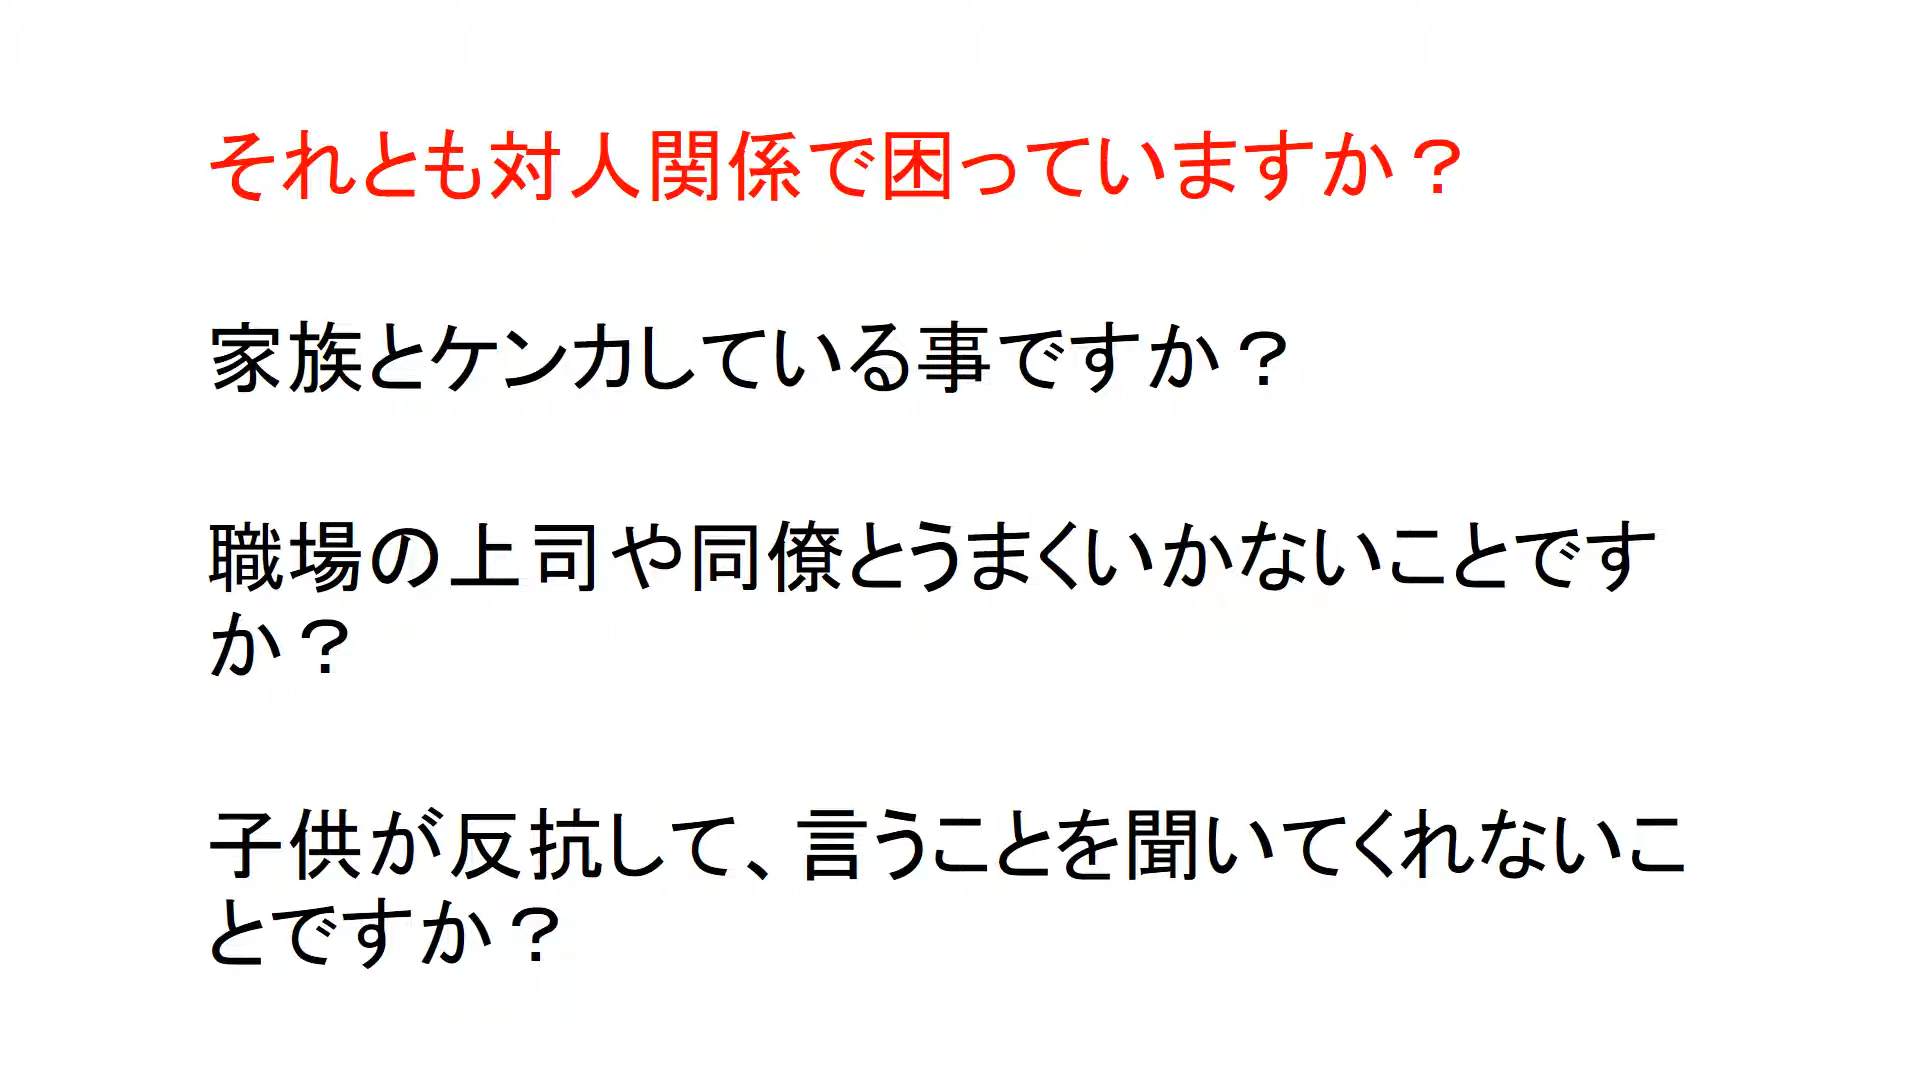 それとも対人関係で困っていますか？
家族とケンカしている事ですか？
職場の上司や同僚とうまくいかないことです
か？
子供が反抗して、言うことを聞いてくれないこ
とですか？